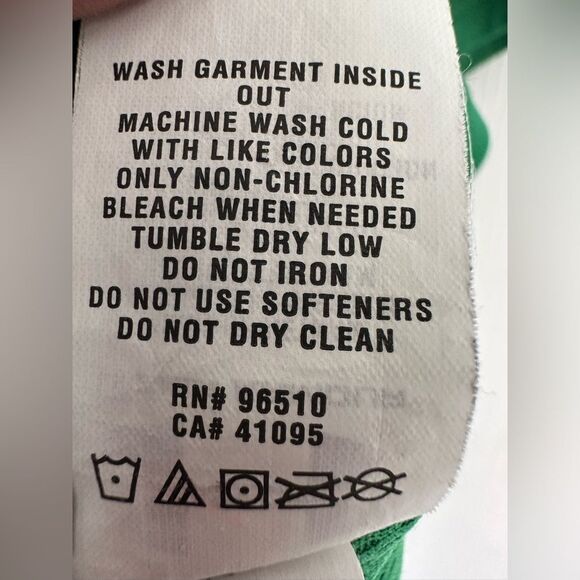 WASH GARMENT INSIDE
OUT
MACHINE WASH COLD
WITH LIKE COLORS
ONLY NON-CHLORINE
BLEACH WHEN NEEDED
TUMBLE DRY LOW
DO NOT IRON
DO NOT USE SOFTENERS
DO NOT DRY CLEAN
RN# 96510
CA# 41095